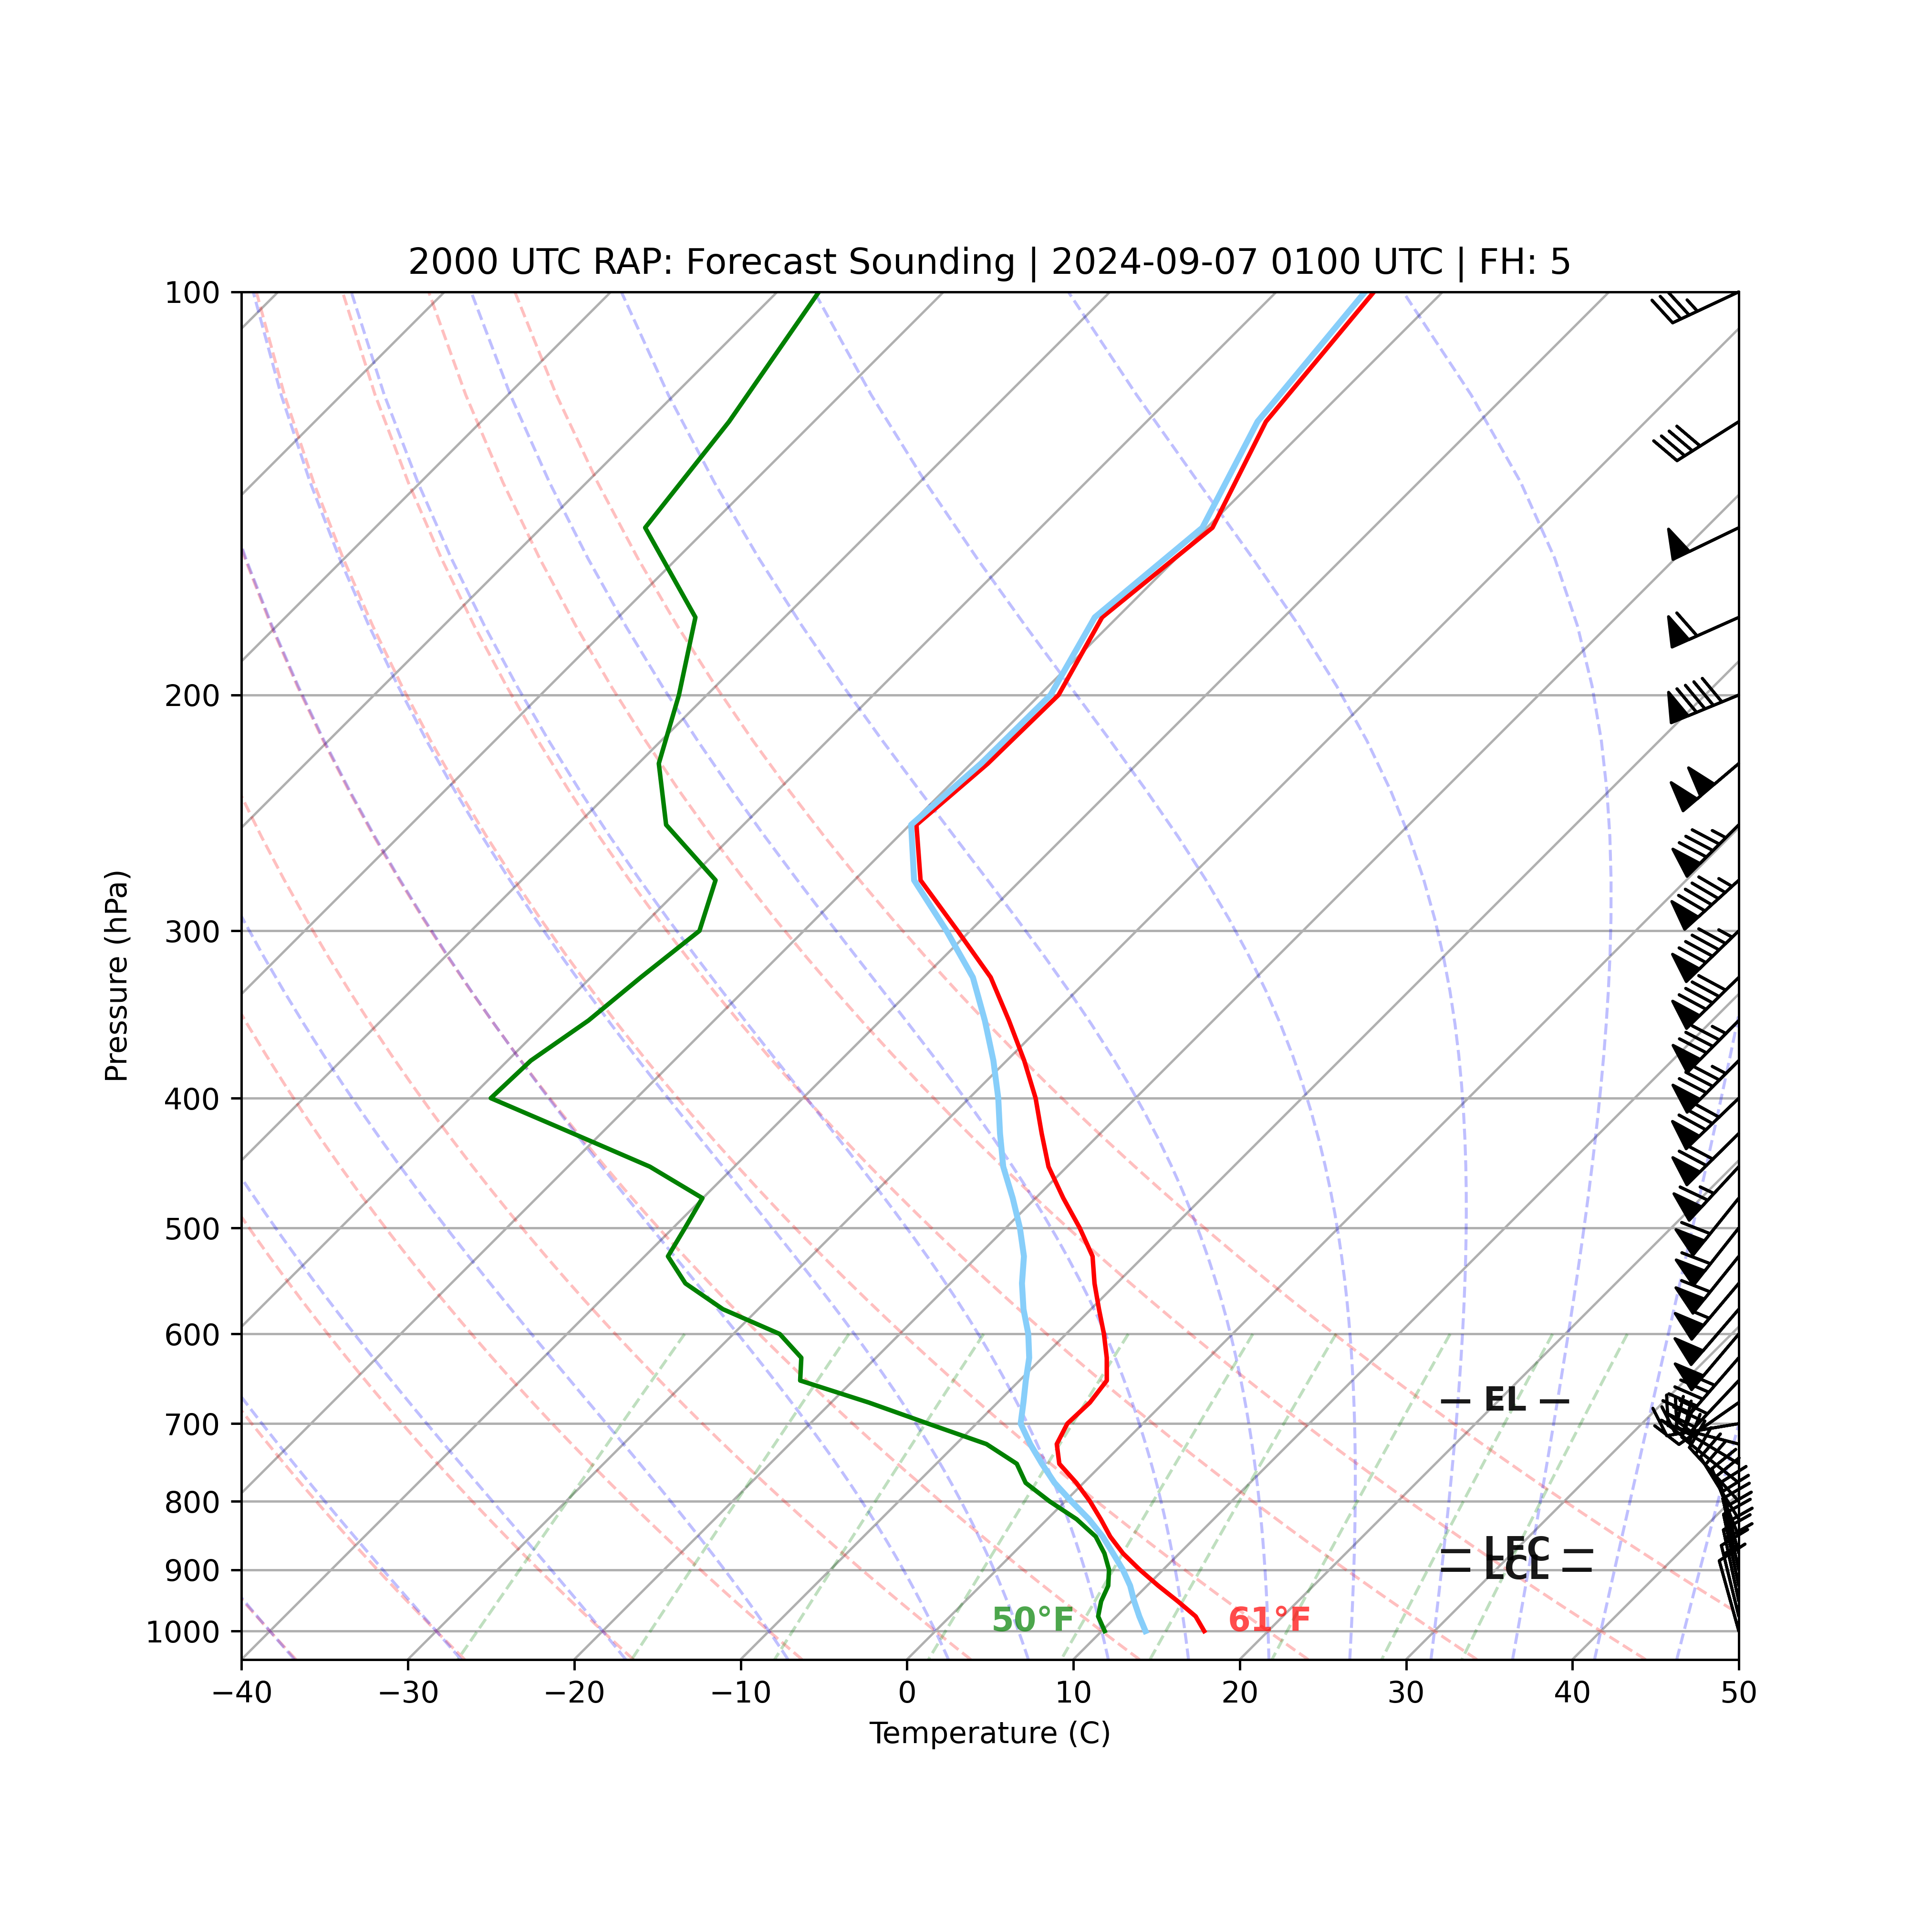 2000 UTC RAP: Forecast Sounding | 2024-09-07 0100 UTC | FH: 5
100
200
300
400
500
600
700
800
900
1000
Pressure (hPa)
— EL —
— LFC —
— LCL —
50°F
61°F
−40 −30 −20 −10 0 10 20 30 40 50
Temperature (C)